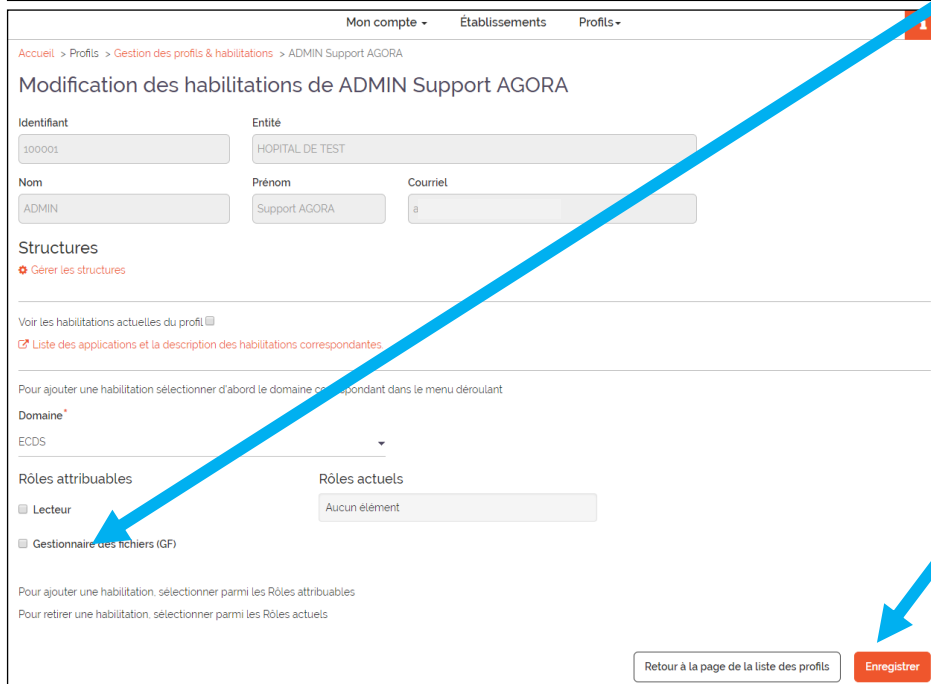 Mon compte Établissements Profils
Accueil > Profils > Gestion des profils & habilitations > ADMIN Support AGORA
Modification des habilitations de ADMIN Support AGORA
Identifiant Entité
100001 HOPITAL DE TEST
Nom Prénom Courriel
ADMIN Support AGORA a
Structures
Gérer les structures
Voir les habilitations actuelles du profil
Liste des applications et la description des habilitations correspondantes
Pour ajouter une habilitation sélectionner d'abord le domaine correspondant dans le menu déroulant
Domaine*
ECDS
Rôles attribuables Rôles actuels
Lecteur Aucun élément
Gestionnaire des fichiers (GF)
Pour ajouter une habilitation, sélectionner parmi les Rôles attribuables
Pour retirer une habilitation, sélectionner parmi les Rôles actuels
Retour à la page de la liste des profils Enregistrer